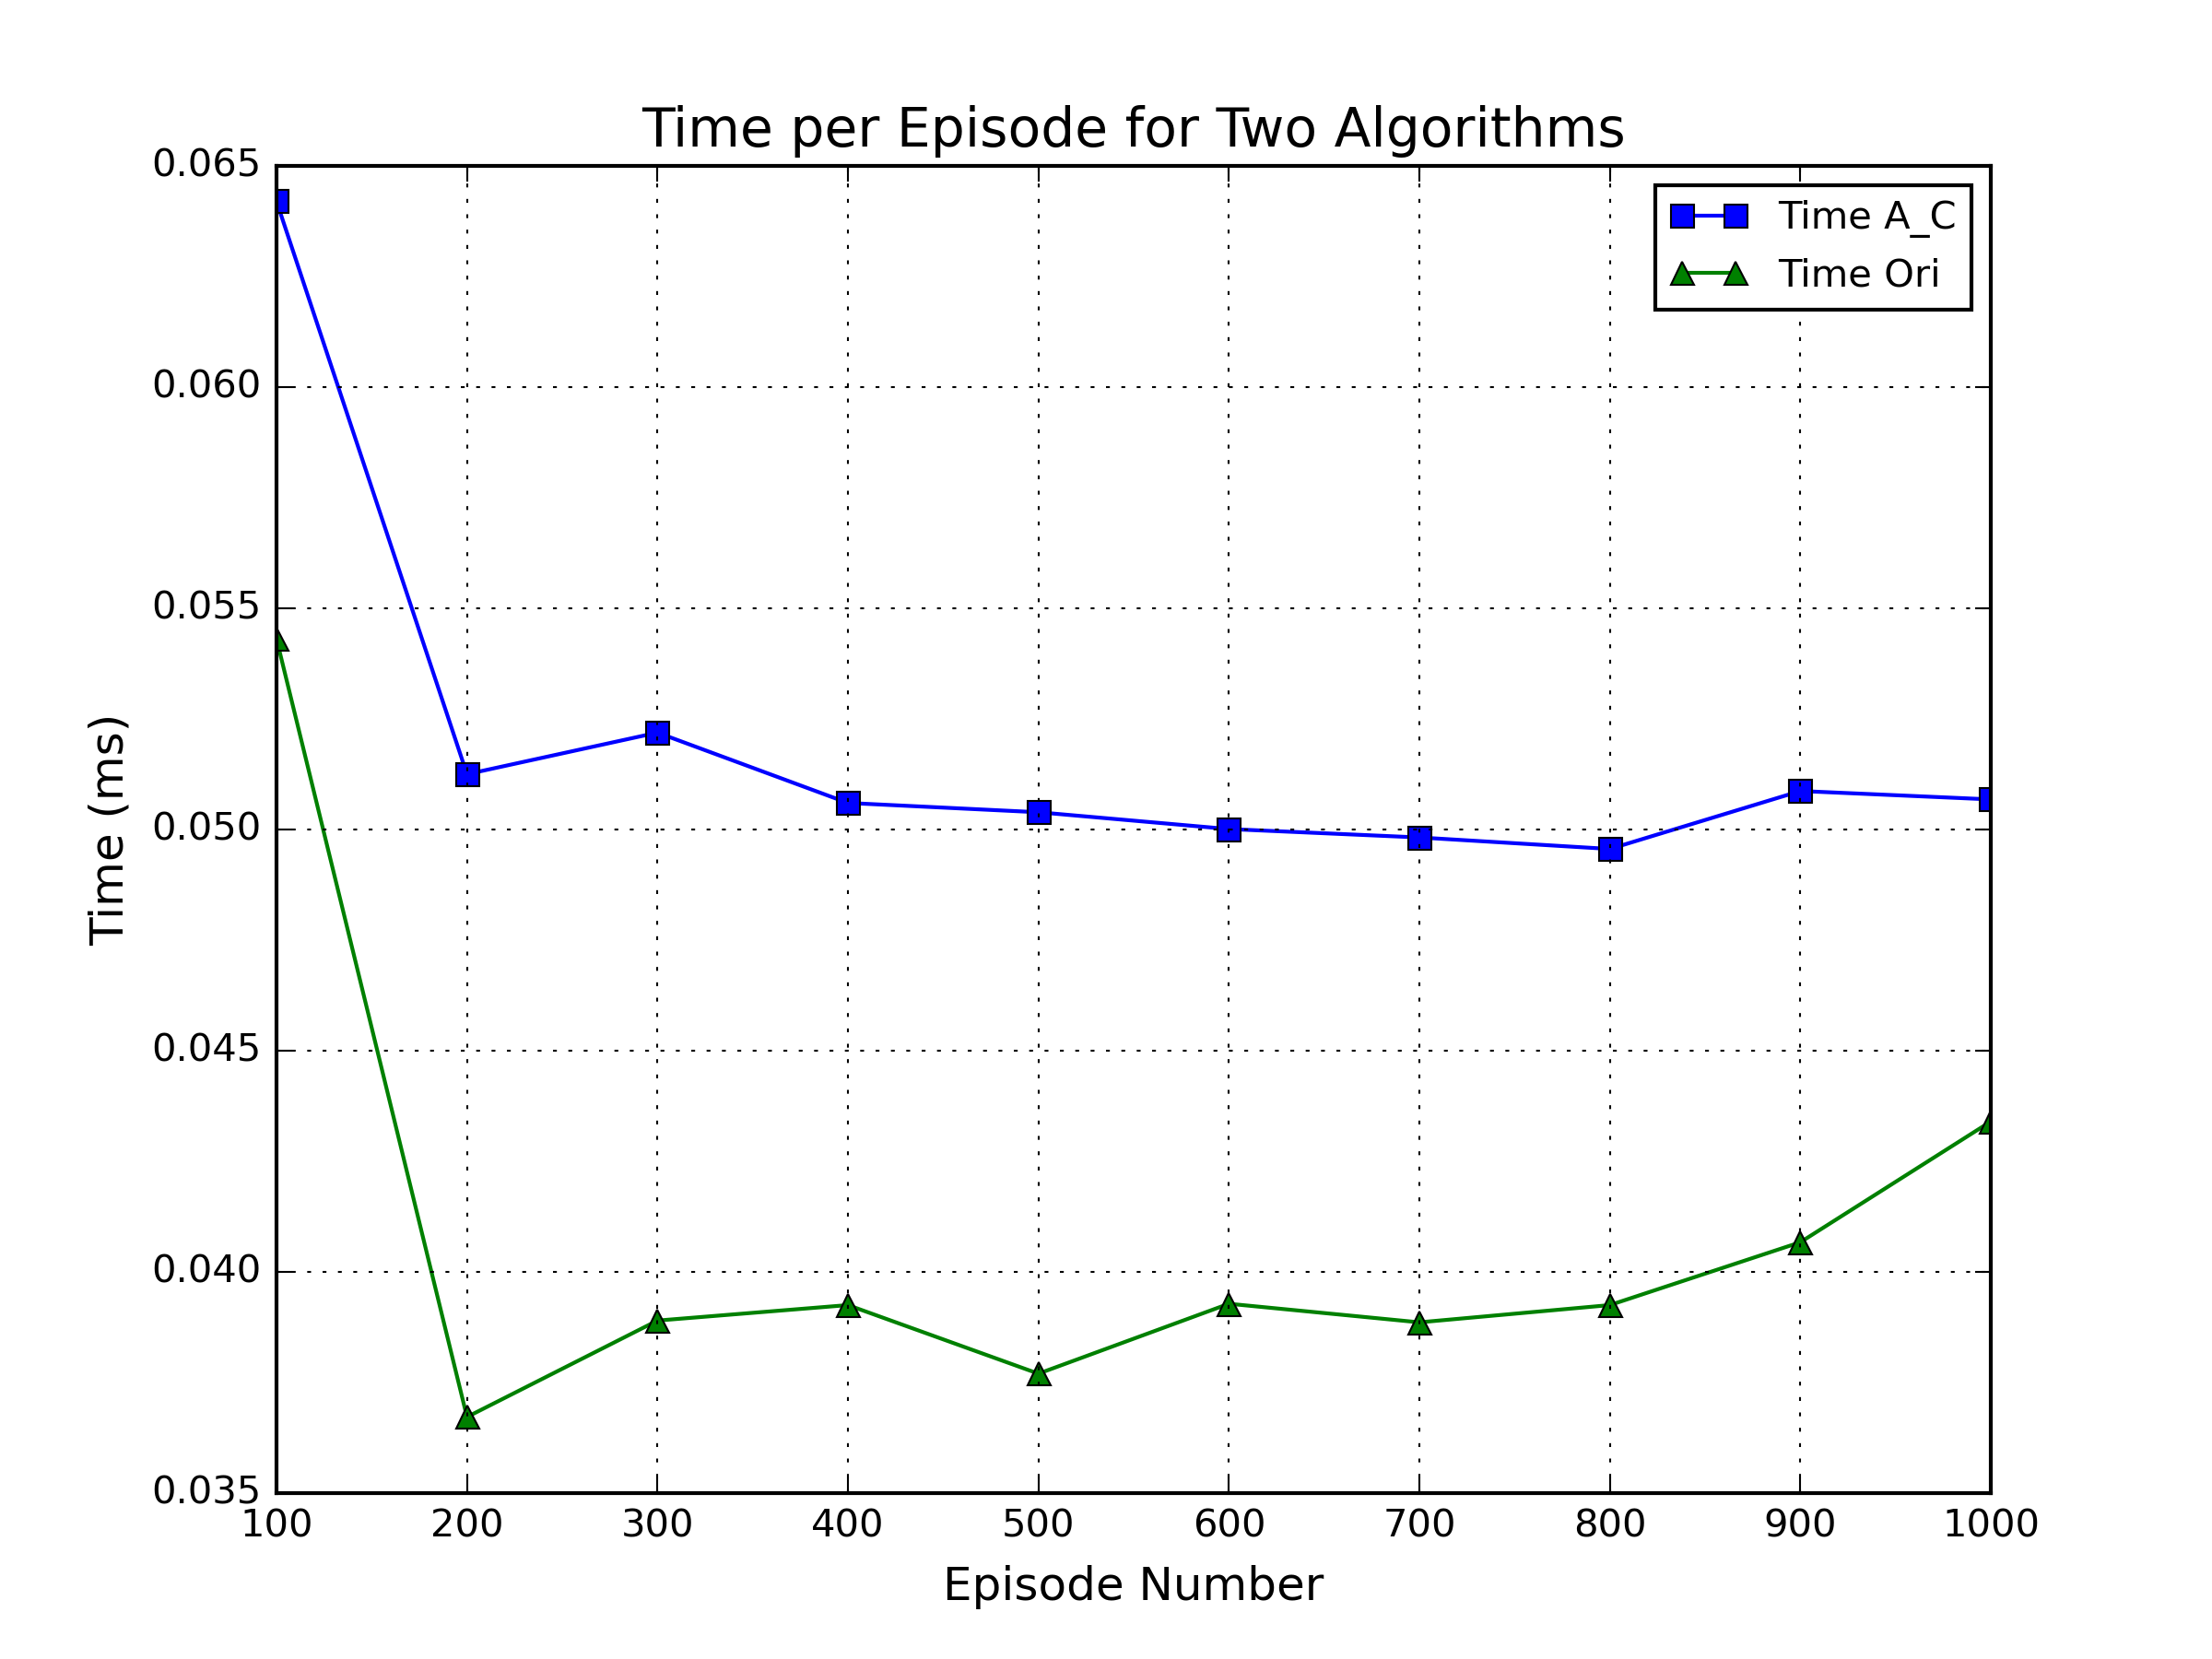 Time per Episode for Two Algorithms
0.065
0.060
0.055
0.050
0.045
0.040
0.035
Time (ms)
Time A_C
Time Ori
100 200 300 400 500 600 700 800 900 1000
Episode Number